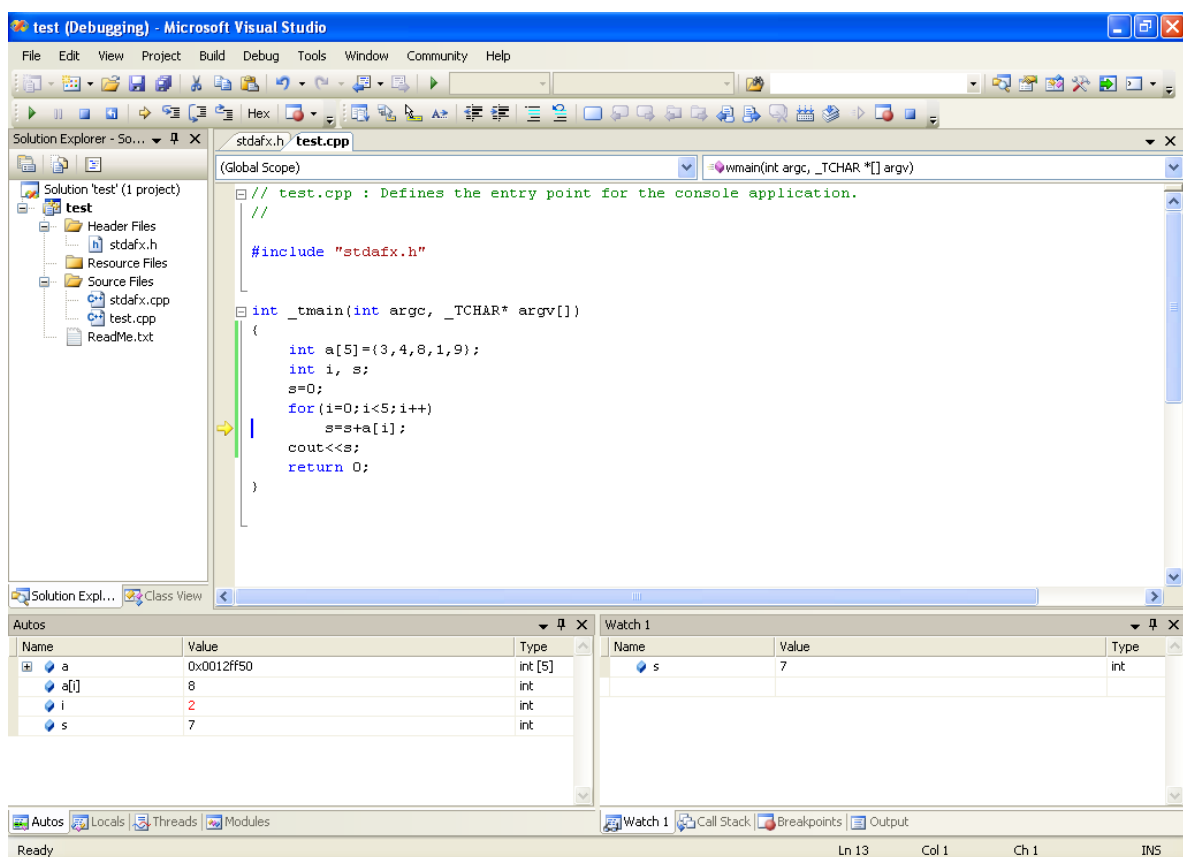 test (Debugging) - Microsoft Visual Studio
File Edit View Project Build Debug Tools Window Community Help
Hex
Solution Explorer - So...
stdafx.h test.cpp
(Global Scope) wmain(int argc, _TCHAR *[] argv)
Solution 'test' (1 project)
test
Header Files
stdafx.h
Resource Files
Source Files
stdafx.cpp
test.cpp
ReadMe.txt
// test.cpp : Defines the entry point for the console application.
//
#include "stdafx.h"
int _tmain(int argc, _TCHAR* argv[])
{
int a[5]={3,4,8,1,9};
int i, s;
s=0;
for(i=0;i<5;i++)
s=s+a[i];
cout<<s;
return 0;
}
Solution Expl... Class View
Autos
Name Value Type
a 0x0012ff50 int [5]
a[i] 8 int
i 2 int
s 7 int
Autos Locals Threads Modules
Watch 1
Name Value Type
s 7 int
Watch 1 Call Stack Breakpoints Output
Ready Ln 13 Col 1 Ch 1 INS